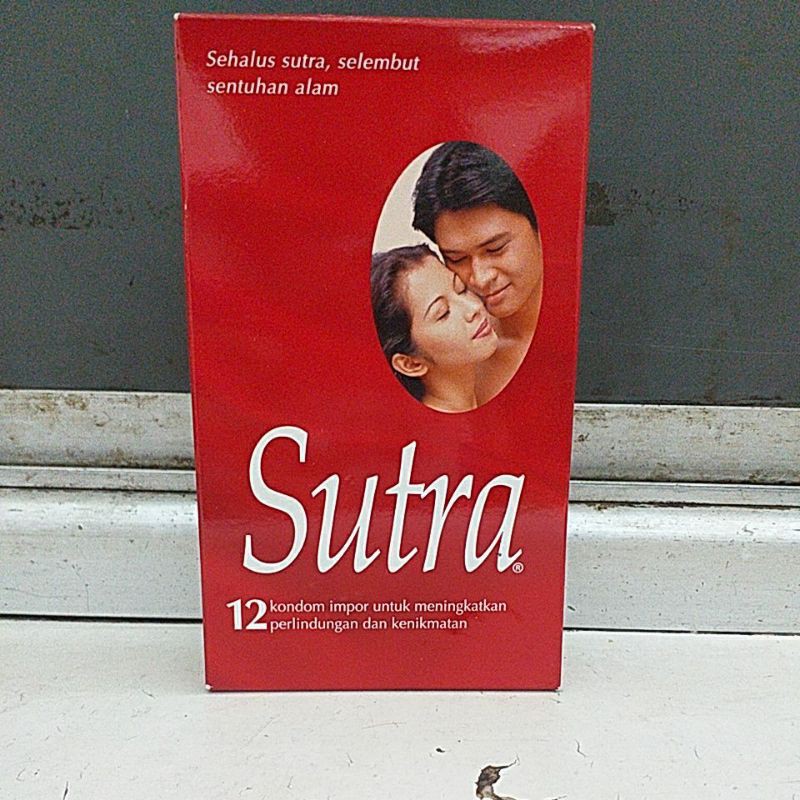 Sehalus sutra, selembut
sentuhan alam
Sutra®
12 kondom impor untuk meningkatkan
perlindungan dan kenikmatan